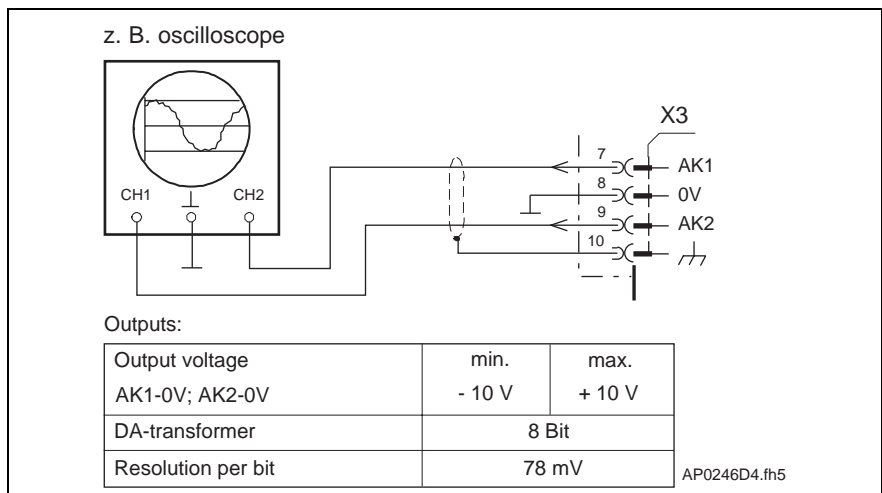 z. B. oscilloscope
X3
CH1
CH2
7
AK1
8
0V
9
AK2
10
Outputs:
Output voltage
AK1-0V; AK2-0V
min.
- 10 V
max.
+ 10 V
DA-transformer
8 Bit
Resolution per bit
78 mV
AP0246D4.fh5